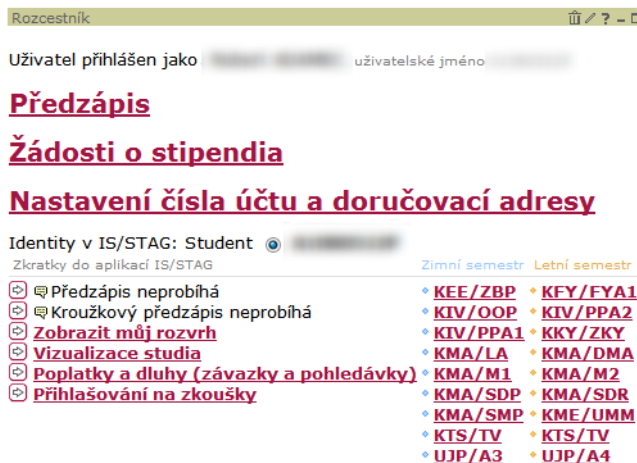 Rozcestník
Uživatel přihlášen jako uživatelské jméno
Předzápis
Žádosti o stipendia
Nastavení čísla účtu a doručovací adresy
Identity v IS/STAG: Student
Zkratky do aplikací IS/STAG
Předzápis neprobíhá
Kroužkový předzápis neprobíhá
Zobrazit můj rozvrh
Vizualizace studia
Poplatky a dluhy (závazky a pohledávky)
Přihlašování na zkoušky
Zimní semestr Letní semestr
KEE/ZBP KFY/FYA1
KIV/OOP KIV/PPA2
KIV/PPA1 KKY/ZKY
KMA/LA KMA/DMA
KMA/M1 KMA/M2
KMA/SDP KMA/SDR
KMA/SMP KME/UMM
KTS/TV KTS/TV
UJP/A3 UJP/A4